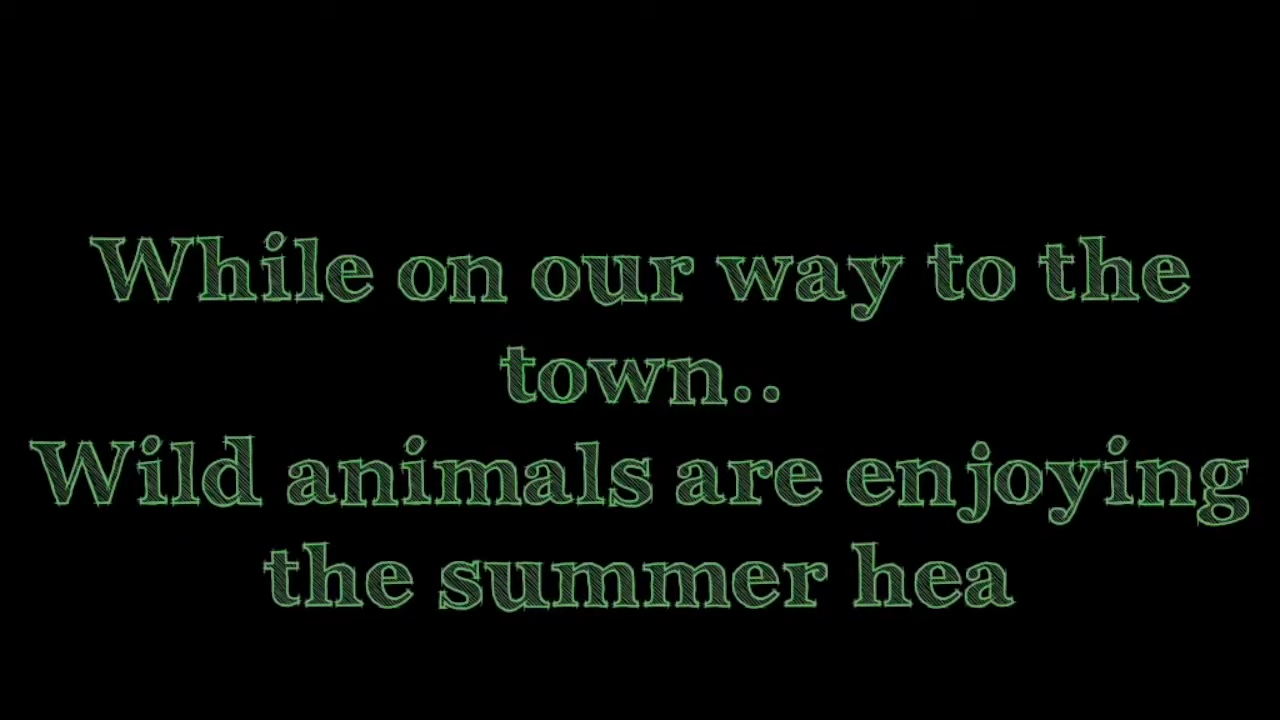 While on our way to the
town..
Wild animals are enjoying
the summer hea